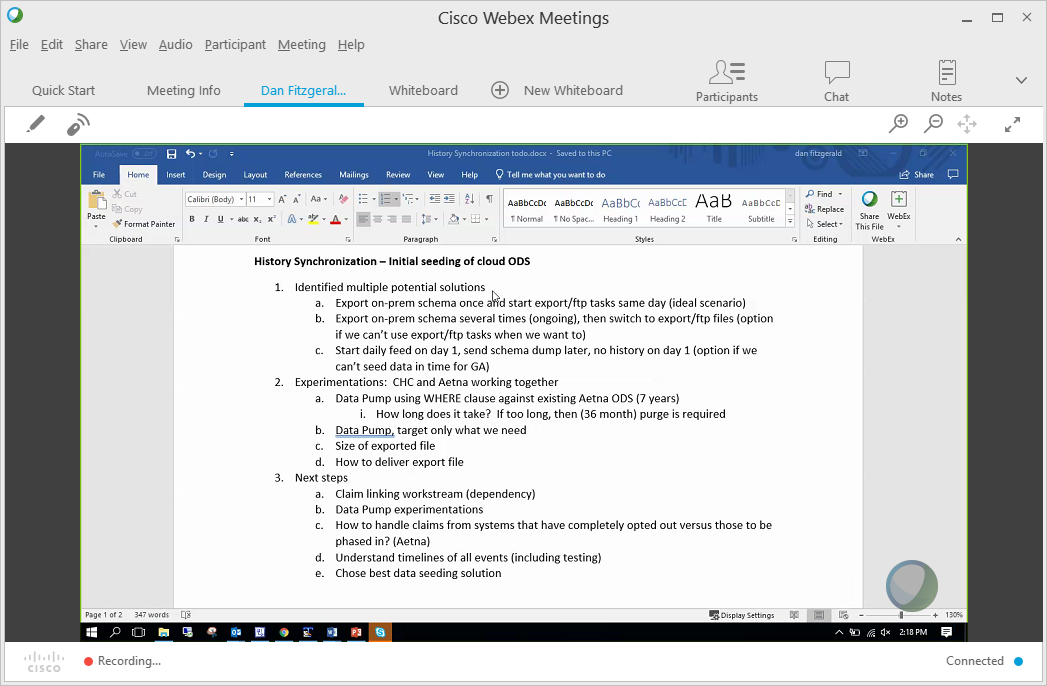 Cisco Webex Meetings
File Edit Share View Audio Participant Meeting Help
Quick Start Meeting Info Dan Fitzgeral... Whiteboard New Whiteboard Participants Chat Notes
AutoSave Off History Synchronization todo.docx - Saved to this PC dan fitzgerald
File Home Insert Design Layout References Mailings Review View Help Tell me what you want to do Share
Paste Cut Copy Format Painter
Calibri (Body) 11 Aa
B I U abc x₂ x² A
AaBbCcDc AaBbCcDc AaBbCc AaBbCcC AaB AaBbCcC
¶ Normal ¶ No Spac... Heading 1 Heading 2 Title Subtitle
Find Replace Select
Share This File WebEx
Clipboard Font Paragraph Styles Editing WebEx
History Synchronization – Initial seeding of cloud ODS
1. Identified multiple potential solutions
a. Export on-prem schema once and start export/ftp tasks same day (ideal scenario)
b. Export on-prem schema several times (ongoing), then switch to export/ftp files (option
if we can't use export/ftp tasks when we want to)
c. Start daily feed on day 1, send schema dump later, no history on day 1 (option if we
can't seed data in time for GA)
2. Experimentations: CHC and Aetna working together
a. Data Pump using WHERE clause against existing Aetna ODS (7 years)
i. How long does it take? If too long, then (36 month) purge is required
b. Data Pump, target only what we need
c. Size of exported file
d. How to deliver export file
3. Next steps
a. Claim linking workstream (dependency)
b. Data Pump experimentations
c. How to handle claims from systems that have completely opted out versus those to be
phased in? (Aetna)
d. Understand timelines of all events (including testing)
e. Chose best data seeding solution
Page 1 of 2 347 words Display Settings 130%
2:18 PM
CISCO Recording... Connected